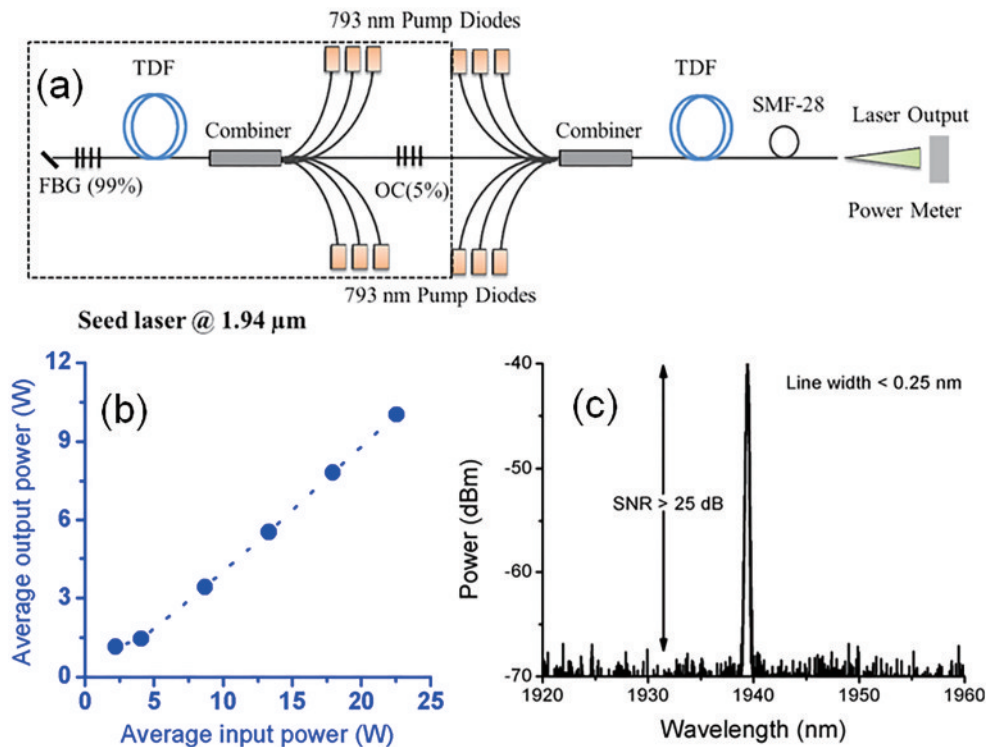 793 nm Pump Diodes
(a)
TDF
TDF
SMF-28
Combiner
Combiner
Laser Output
FBG (99%)
OC(5%)
Power Meter
793 nm Pump Diodes
Seed laser @ 1.94 µm
12
9
6
3
0
Average output power (W)
(b)
0 5 10 15 20 25
Average input power (W)
-40
-50
-60
-70
Power (dBm)
(c)
Line width < 0.25 nm
SNR > 25 dB
1920 1930 1940 1950 1960
Wavelength (nm)